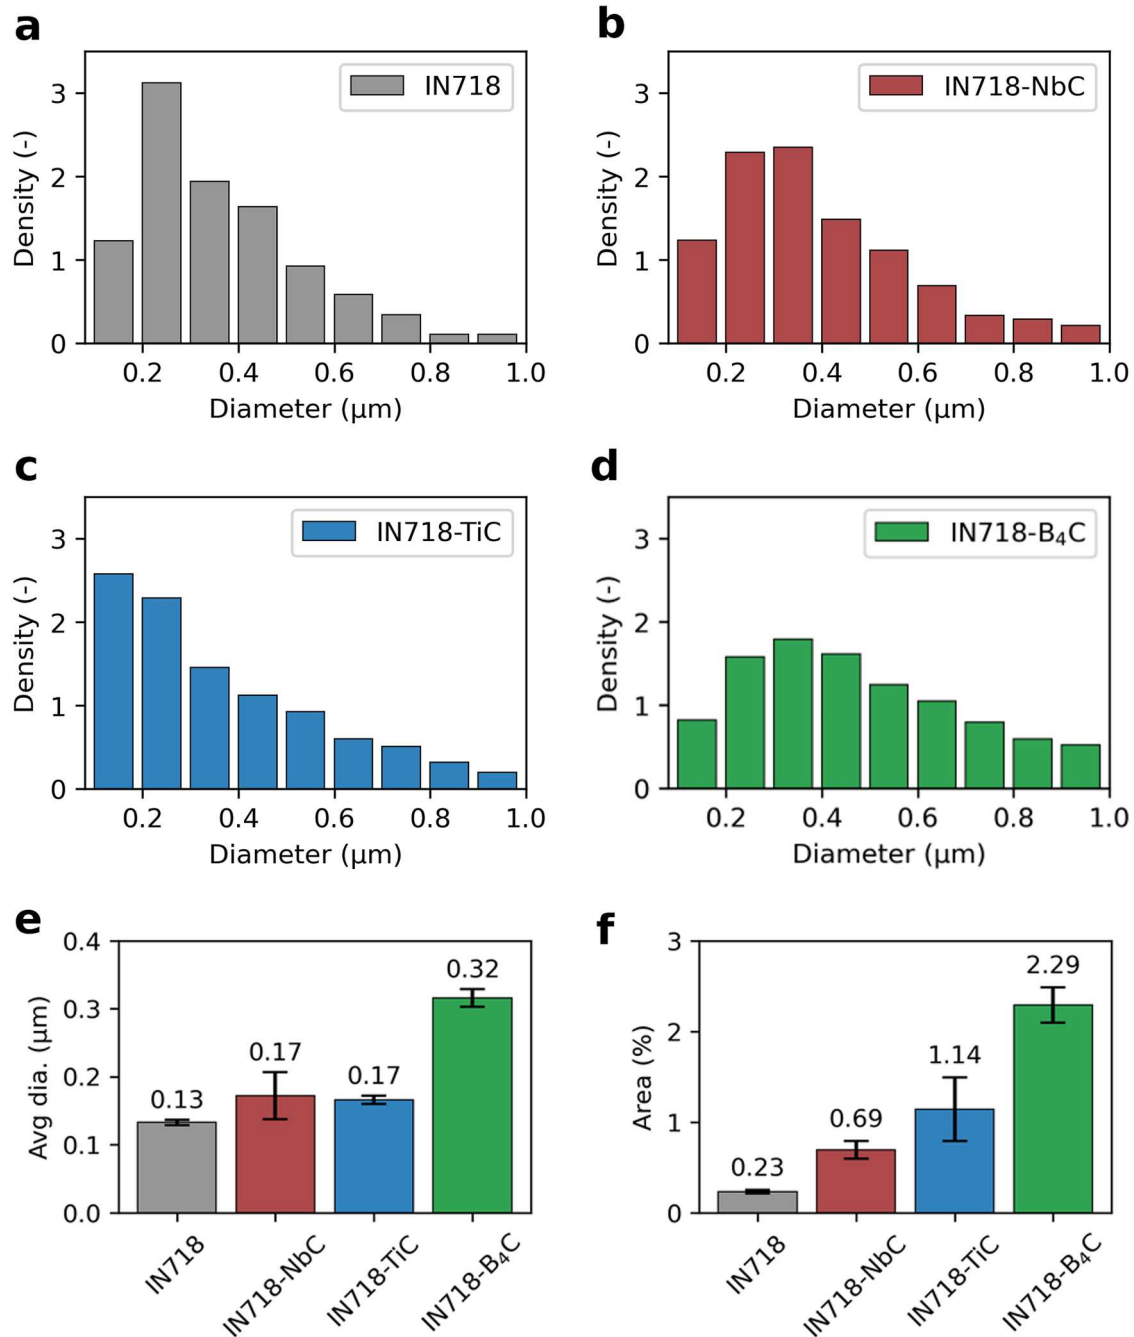 a
IN718
3
2
1
0
Density (-)
0.2 0.4 0.6 0.8 1.0
Diameter (μm)
b
IN718-NbC
3
2
1
0
Density (-)
0.2 0.4 0.6 0.8 1.0
Diameter (μm)
c
IN718-TiC
3
2
1
0
Density (-)
0.2 0.4 0.6 0.8 1.0
Diameter (μm)
d
IN718-B₄C
3
2
1
0
Density (-)
0.2 0.4 0.6 0.8 1.0
Diameter (μm)
e
0.4
0.3
0.2
0.1
0.0
Avg dia. (μm)
0.13
0.17
0.17
0.32
IN718
IN718-NbC
IN718-TiC
IN718-B₄C
f
3
2
1
0
Area (%)
0.23
0.69
1.14
2.29
IN718
IN718-NbC
IN718-TiC
IN718-B₄C